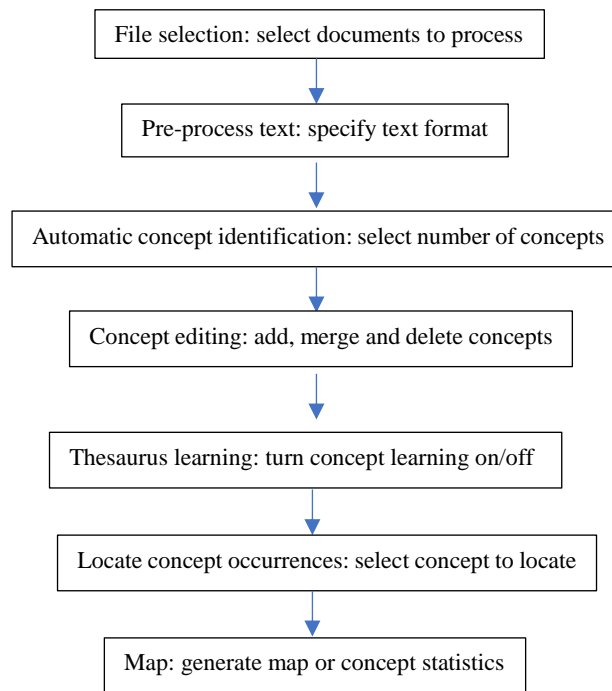 File selection: select documents to process
Pre-process text: specify text format
Automatic concept identification: select number of concepts
Concept editing: add, merge and delete concepts
Thesaurus learning: turn concept learning on/off
Locate concept occurrences: select concept to locate
Map: generate map or concept statistics